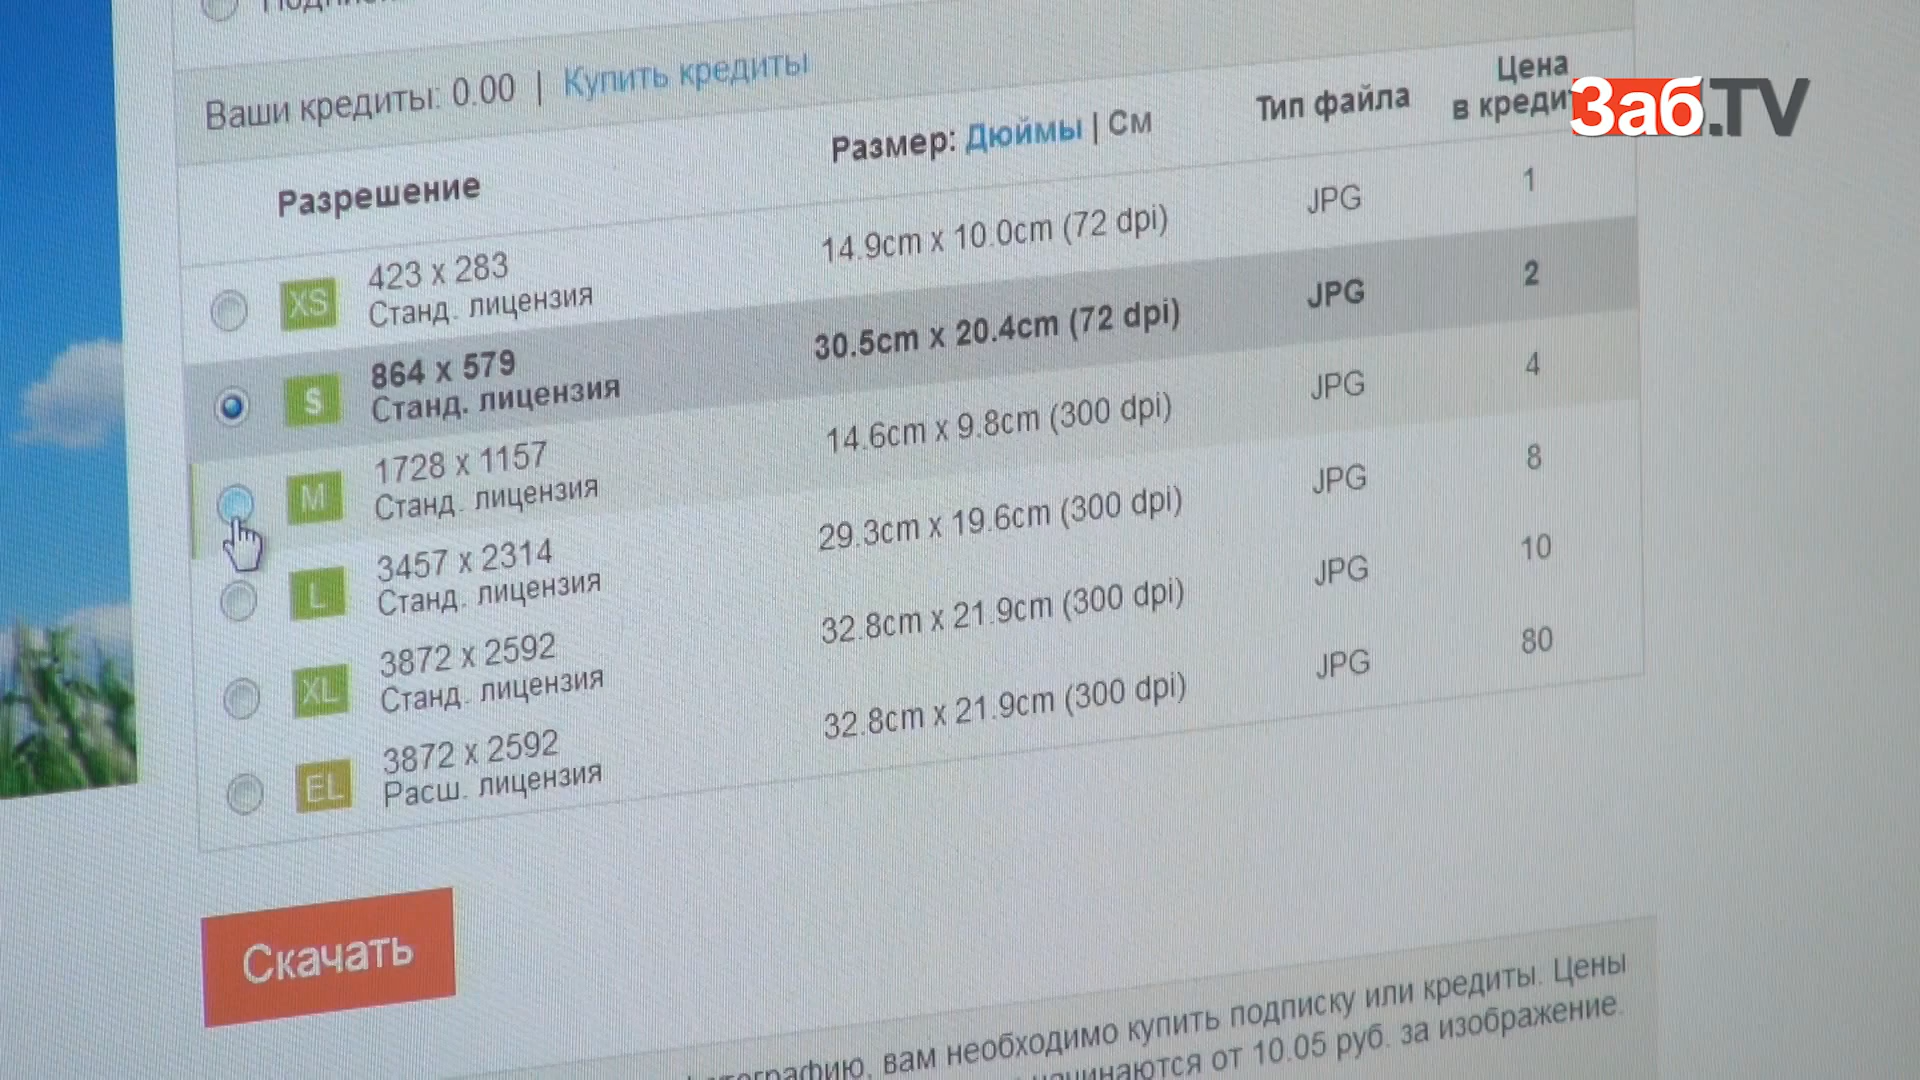 Ваши кредиты: 0.00 | Купить кредиты
Разрешение Размер: Дюймы | См Тип файла Цена
в кредит
Заб.TV
XS 423 x 283 14.9cm x 10.0cm (72 dpi) JPG 1
Станд. лицензия
S 864 x 579 30.5cm x 20.4cm (72 dpi) JPG 2
Станд. лицензия
M 1728 x 1157 14.6cm x 9.8cm (300 dpi) JPG 4
Станд. лицензия
L 3457 x 2314 29.3cm x 19.6cm (300 dpi) JPG 8
Станд. лицензия
XL 3872 x 2592 32.8cm x 21.9cm (300 dpi) JPG 10
Станд. лицензия
EL 3872 x 2592 32.8cm x 21.9cm (300 dpi) JPG 80
Расш. лицензия
Скачать
вам необходимо купить подписку или кредиты. Цены
от 10.05 руб. за изображение.